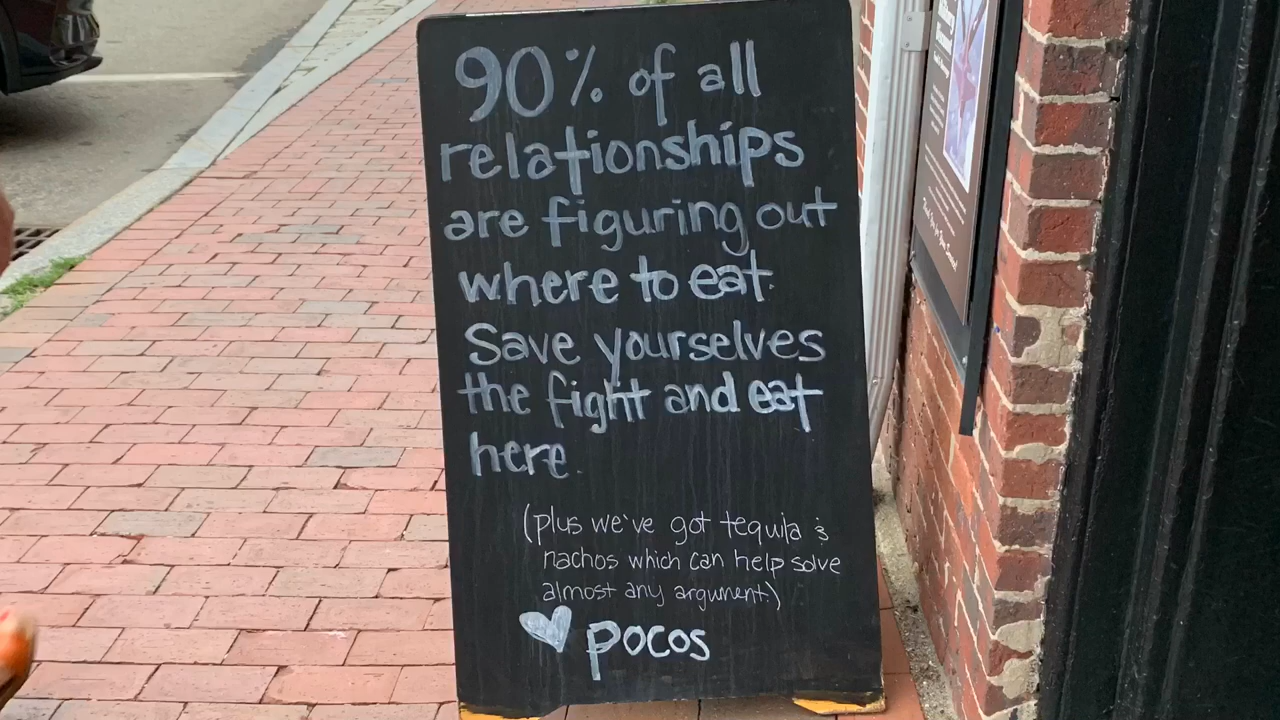 90% of all
relationships
are figuring out
where to eat.
Save yourselves
the fight and eat
here.
(plus we've got tequila &
nachos which can help solve
almost any argument.)
♥ pocos